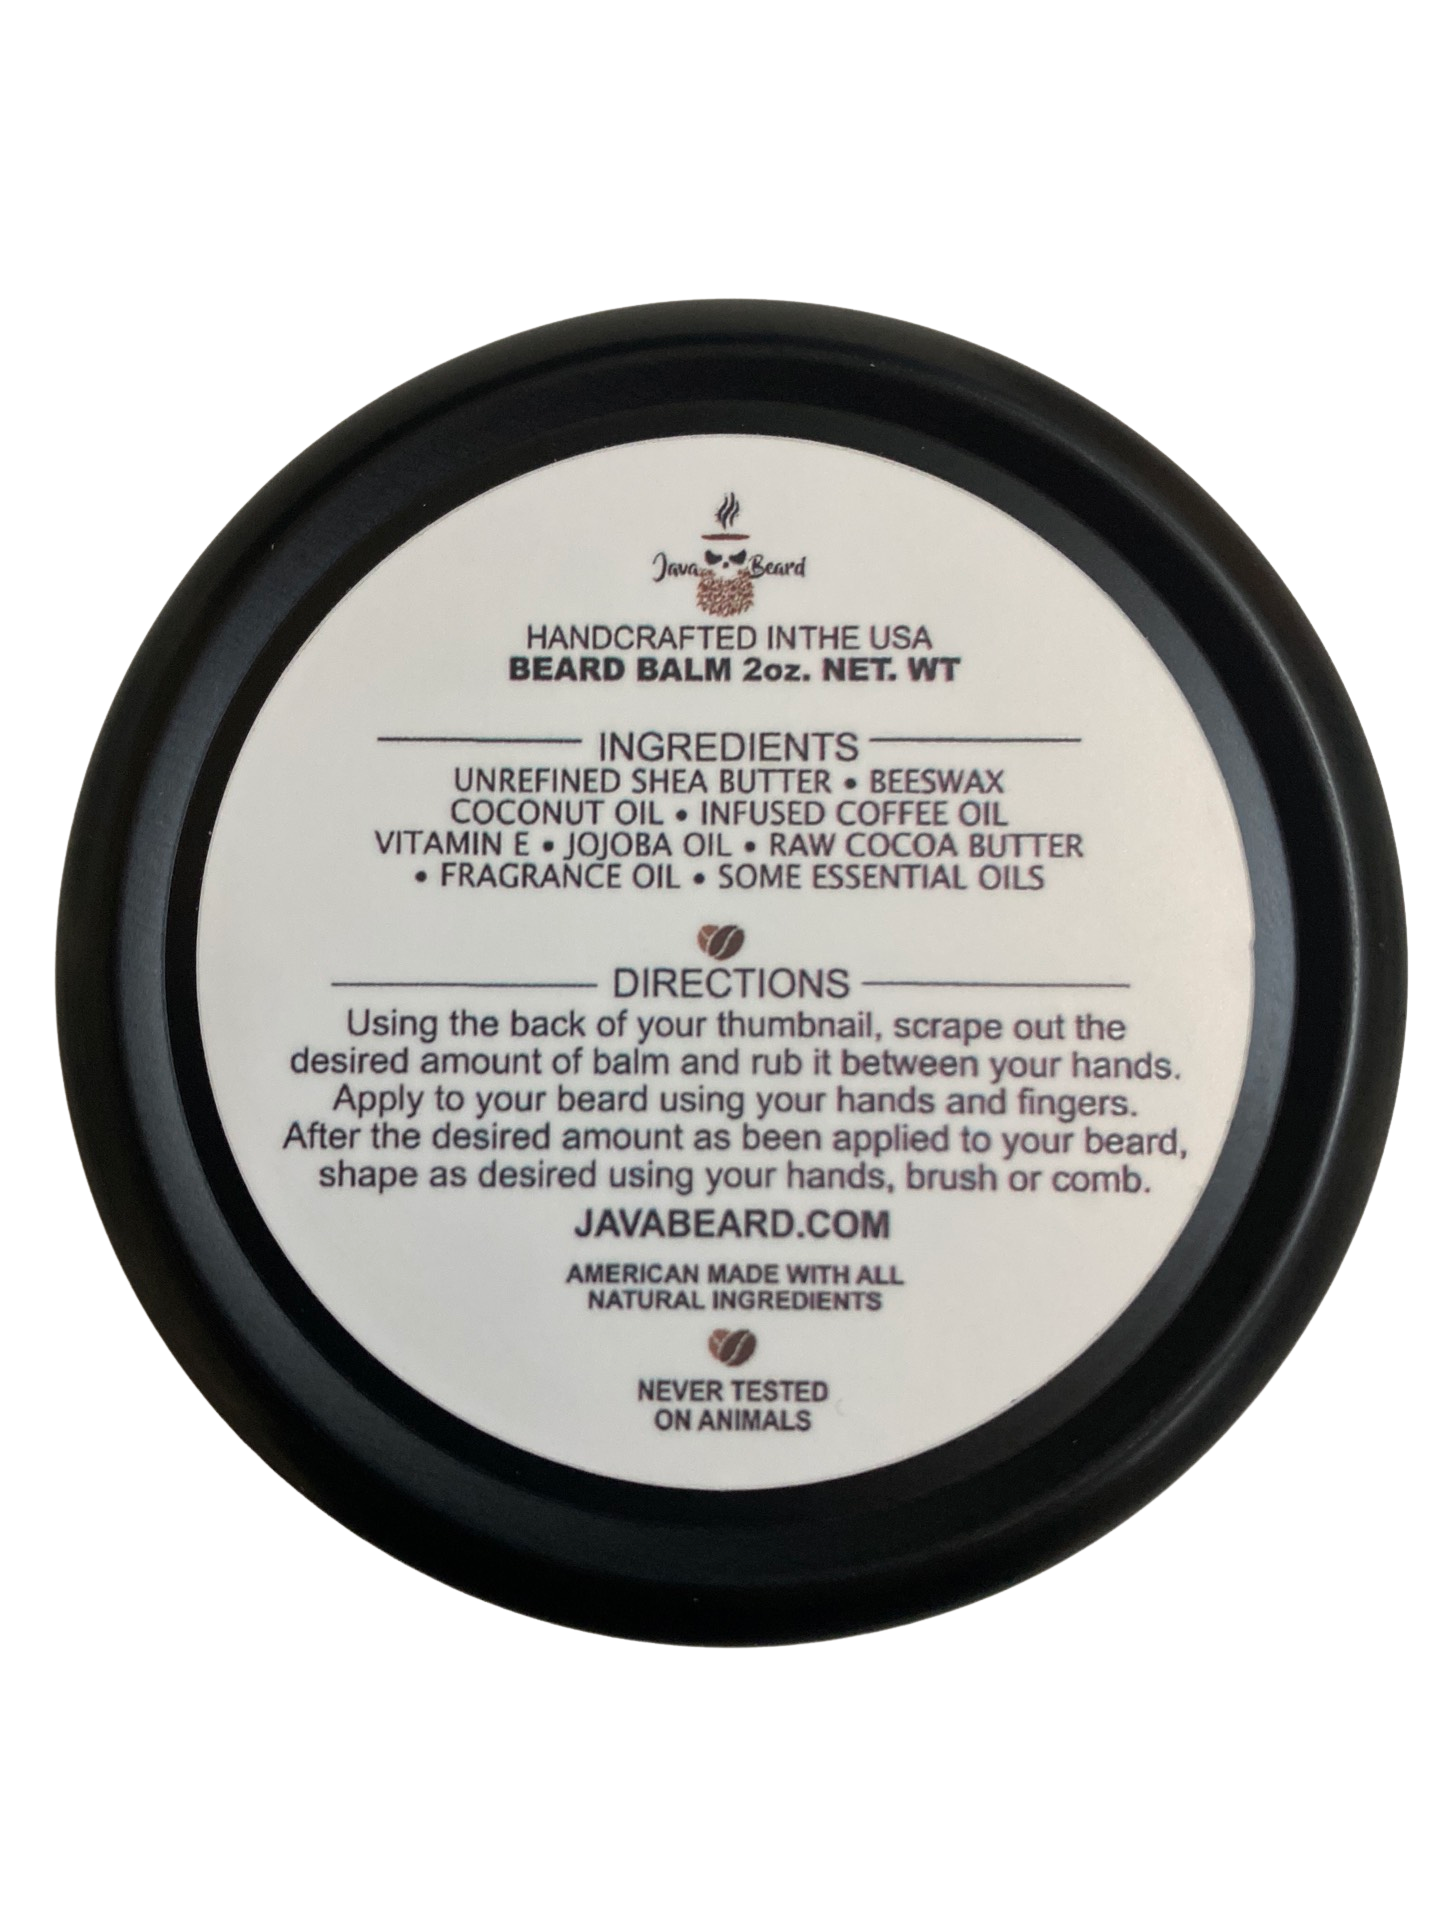 Java Beard
HANDCRAFTED INTHE USA
BEARD BALM 2oz. NET. WT
INGREDIENTS
UNREFINED SHEA BUTTER • BEESWAX
COCONUT OIL • INFUSED COFFEE OIL
VITAMIN E • JOJOBA OIL • RAW COCOA BUTTER
• FRAGRANCE OIL • SOME ESSENTIAL OILS
DIRECTIONS
Using the back of your thumbnail, scrape out the
desired amount of balm and rub it between your hands.
Apply to your beard using your hands and fingers.
After the desired amount as been applied to your beard,
shape as desired using your hands, brush or comb.
JAVABEARD.COM
AMERICAN MADE WITH ALL
NATURAL INGREDIENTS
NEVER TESTED
ON ANIMALS